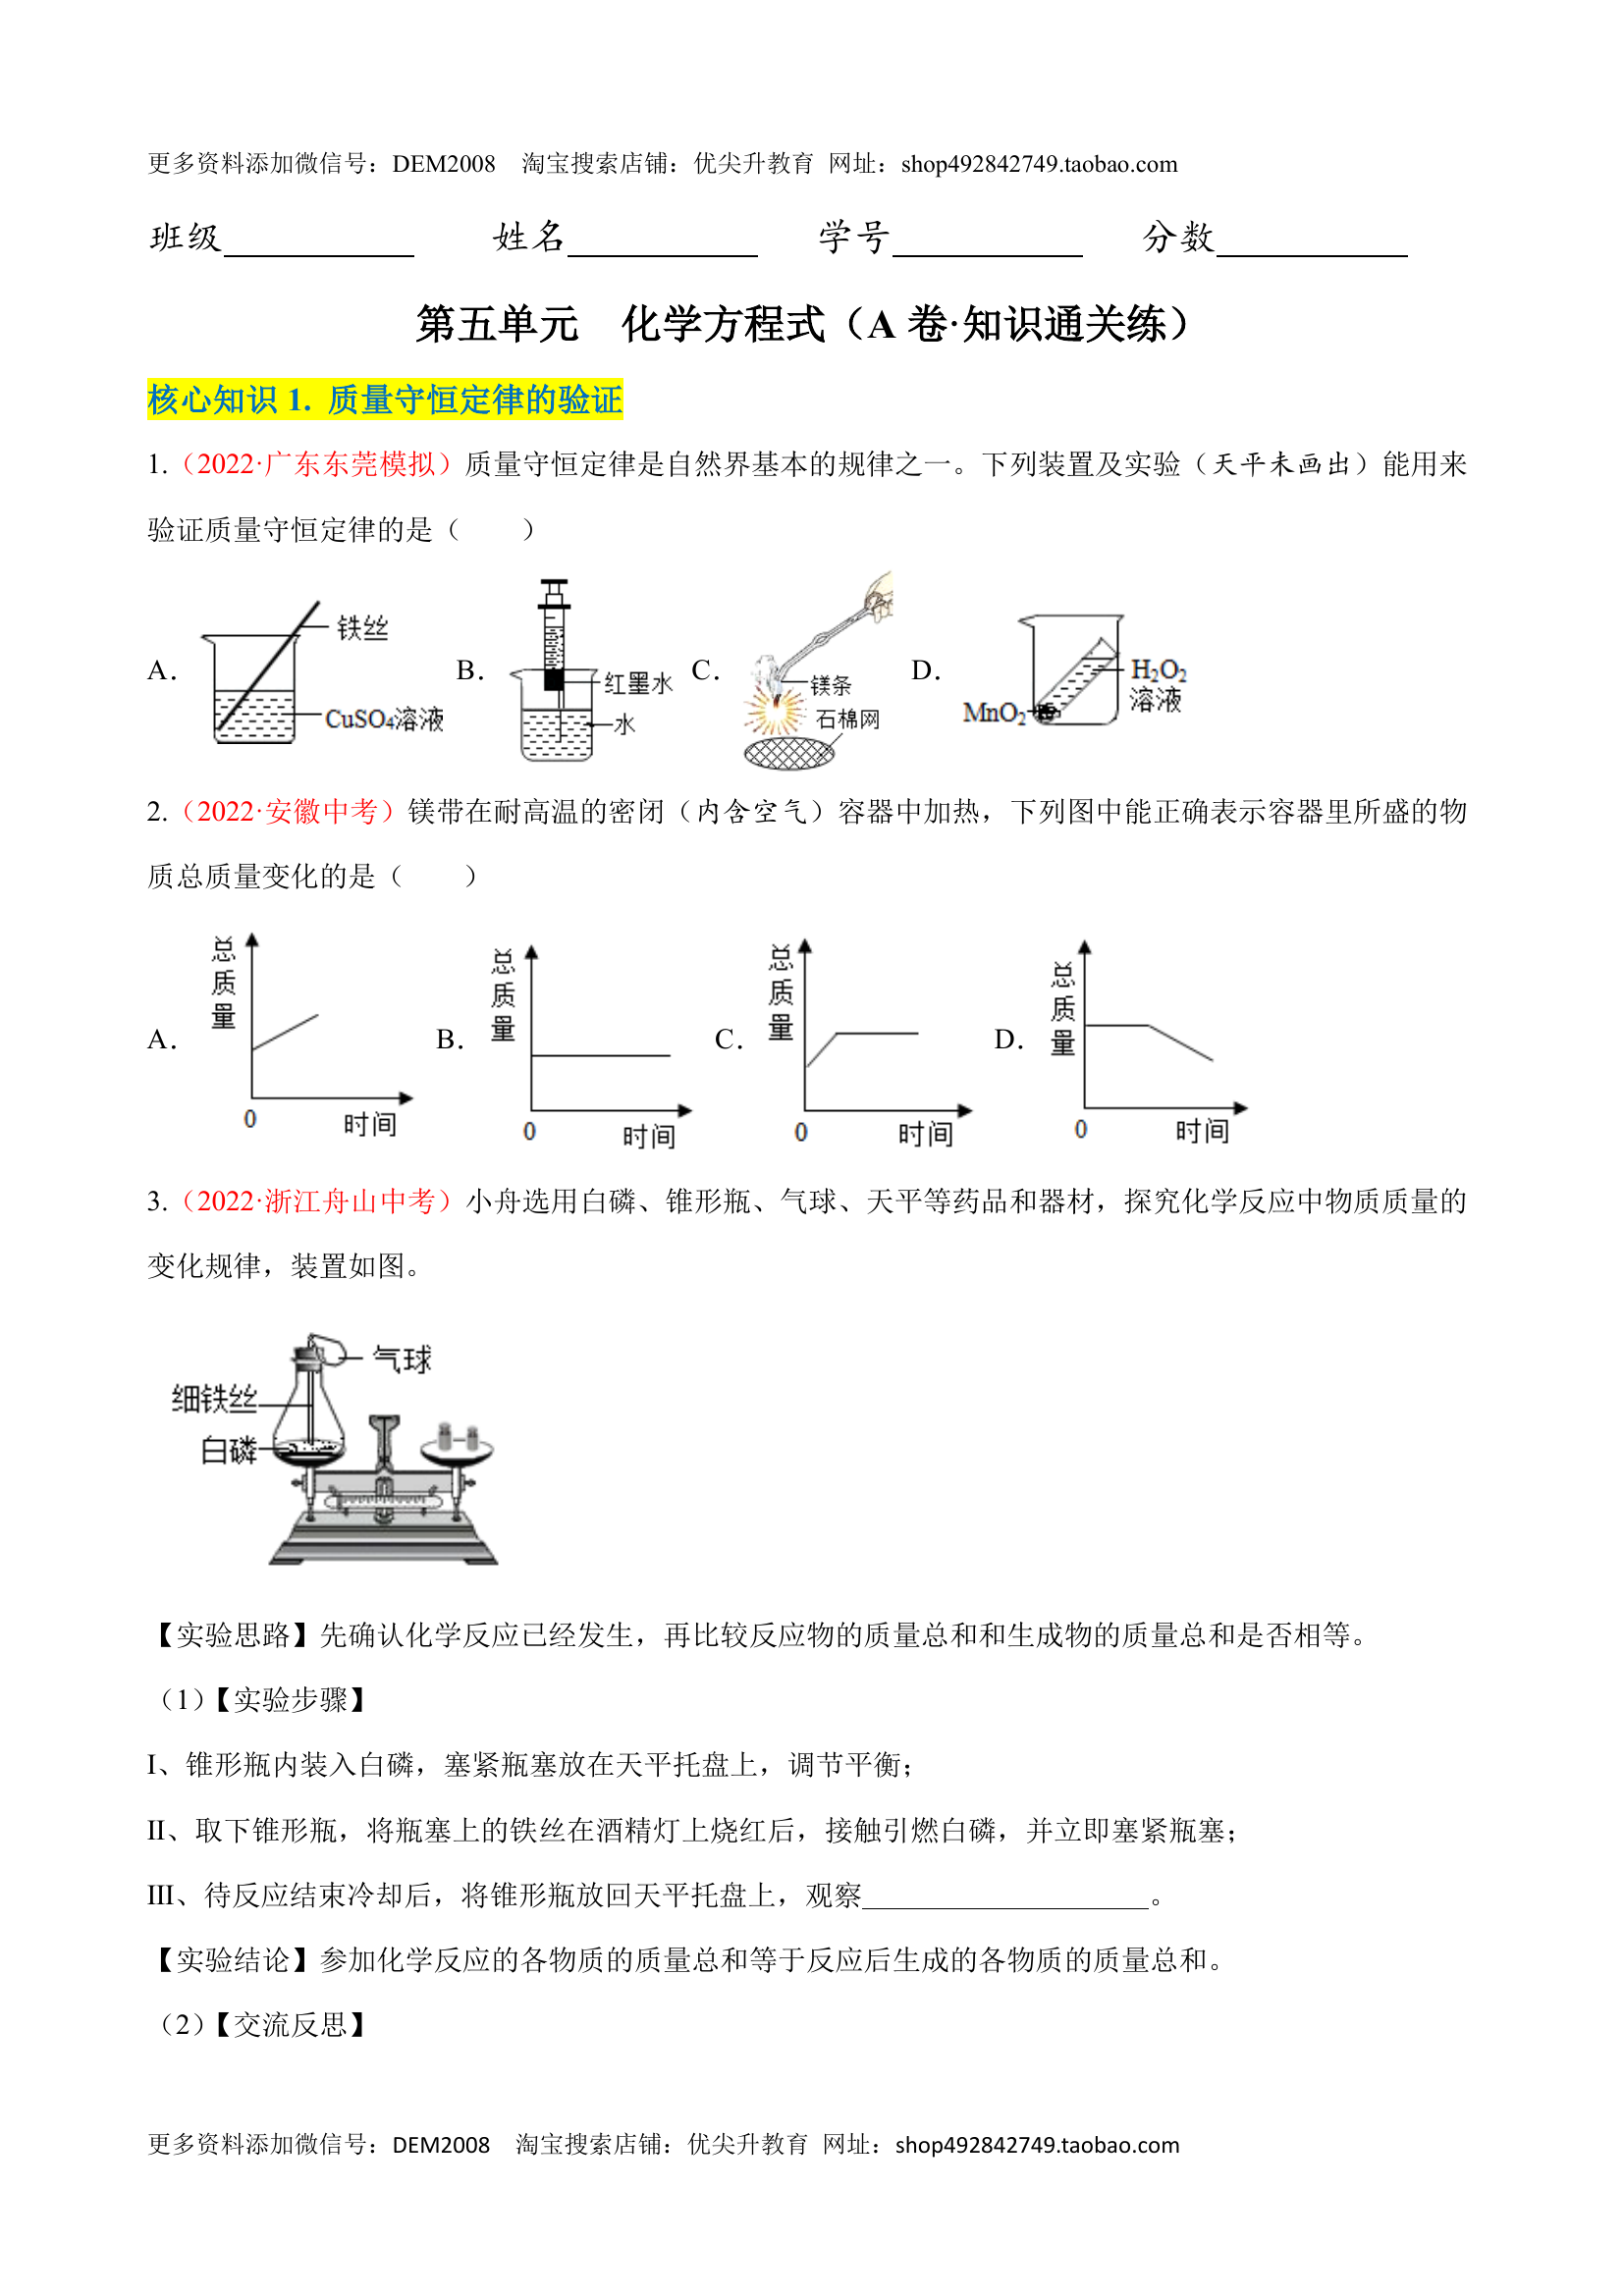 更多资料添加微信号：DEM2008　淘宝搜索店铺：优尖升教育 网址：shop492842749.taobao.com
班级__________　姓名__________　学号__________　分数__________
第五单元　化学方程式（A 卷·知识通关练）
核心知识 1．质量守恒定律的验证
1.（2022·广东东莞模拟）质量守恒定律是自然界基本的规律之一。下列装置及实验（天平未画出）能用来
验证质量守恒定律的是（　　）
A． 铁丝 CuSO₄溶液 B． 红墨水 水 C． 镁条 石棉网 D． H₂O₂溶液 MnO₂
2.（2022·安徽中考）镁带在耐高温的密闭（内含空气）容器中加热，下列图中能正确表示容器里所盛的物
质总质量变化的是（　　）
A． 总质量 0 时间 B． 总质量 0 时间 C． 总质量 0 时间 D． 总质量 0 时间
3.（2022·浙江舟山中考）小舟选用白磷、锥形瓶、气球、天平等药品和器材，探究化学反应中物质质量的
变化规律，装置如图。
气球
细铁丝
白磷
【实验思路】先确认化学反应已经发生，再比较反应物的质量总和和生成物的质量总和是否相等。
（1）【实验步骤】
I、锥形瓶内装入白磷，塞紧瓶塞放在天平托盘上，调节平衡；
II、取下锥形瓶，将瓶塞上的铁丝在酒精灯上烧红后，接触引燃白磷，并立即塞紧瓶塞；
III、待反应结束冷却后，将锥形瓶放回天平托盘上，观察____________________。
【实验结论】参加化学反应的各物质的质量总和等于反应后生成的各物质的质量总和。
（2）【交流反思】
更多资料添加微信号：DEM2008　淘宝搜索店铺：优尖升教育 网址：shop492842749.taobao.com